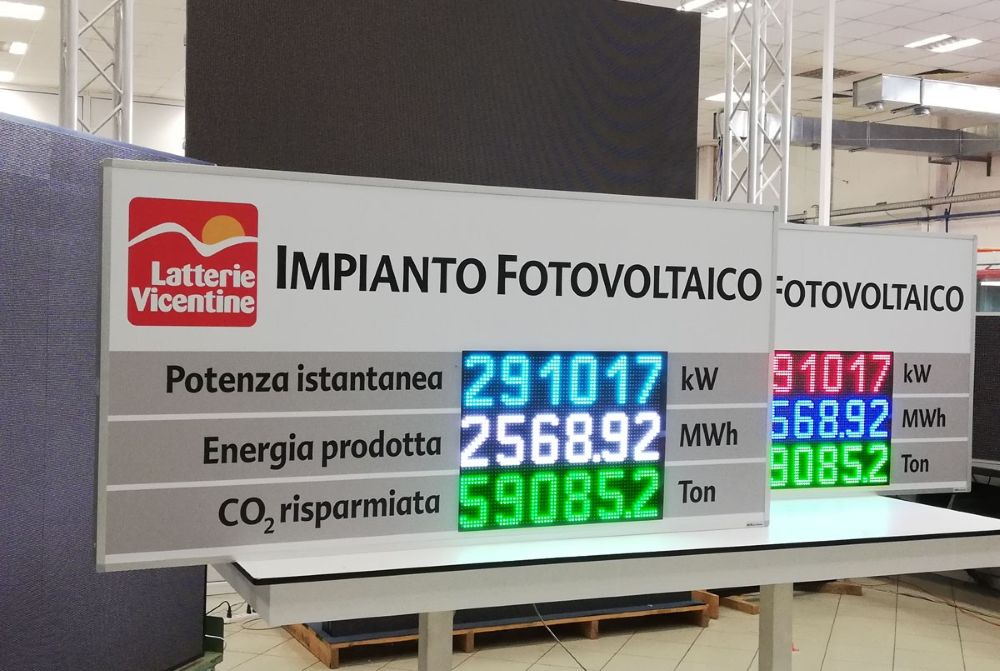 Latterie
Vicentine
IMPIANTO FOTOVOLTAICO
Potenza istantanea 291017 kW
Energia prodotta 2568.92 MWh
CO₂ risparmiata 59085.2 Ton
FOTOVOLTAICO
91017 kW
568.92 MWh
9085.2 Ton